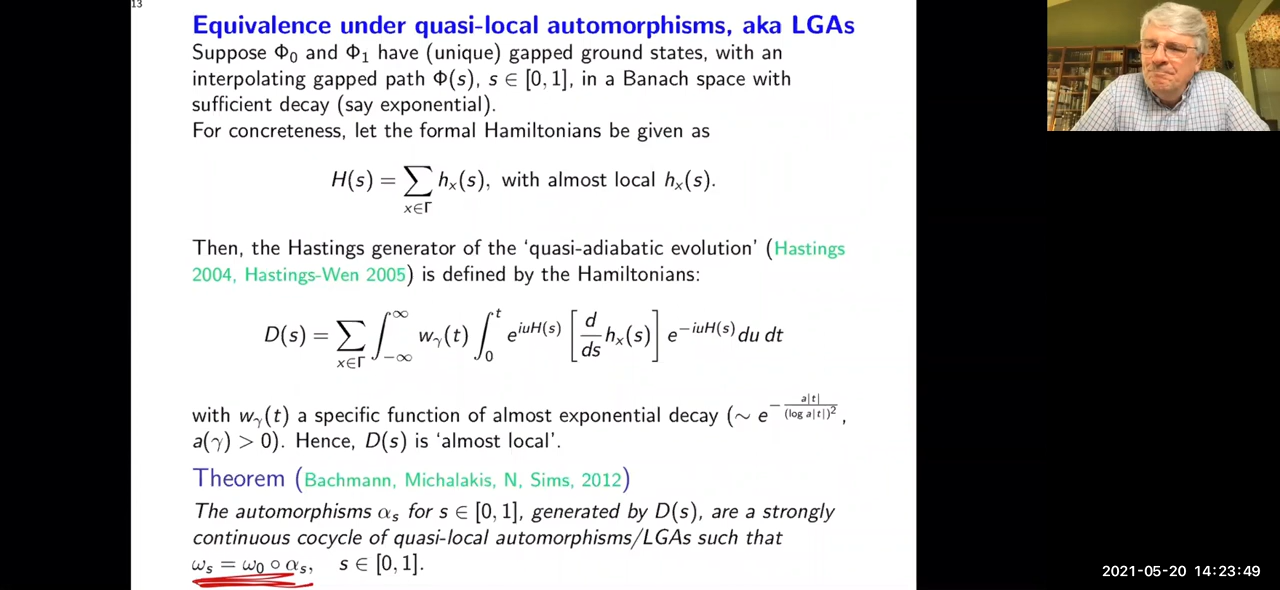 13
Equivalence under quasi-local automorphisms, aka LGAs
Suppose Φ₀ and Φ₁ have (unique) gapped ground states, with an
interpolating gapped path Φ(s), s ∈ [0, 1], in a Banach space with
sufficient decay (say exponential).
For concreteness, let the formal Hamiltonians be given as
H(s) = ∑_{x∈Γ} h_x(s), with almost local h_x(s).
Then, the Hastings generator of the ‘quasi-adiabatic evolution’ (Hastings
2004, Hastings-Wen 2005) is defined by the Hamiltonians:
D(s) = ∑_{x∈Γ} ∫_{-∞}^{∞} w_γ(t) ∫_0^t e^{iuH(s)} [d/ds h_x(s)] e^{-iuH(s)} du dt
with w_γ(t) a specific function of almost exponential decay (∼ e^{-a|t|/(log a|t|)²},
a(γ) > 0). Hence, D(s) is ‘almost local’.
Theorem (Bachmann, Michalakis, N, Sims, 2012)
The automorphisms α_s for s ∈ [0, 1], generated by D(s), are a strongly
continuous cocycle of quasi-local automorphisms/LGAs such that
ω_s = ω_0 ∘ α_s, s ∈ [0, 1].
2021-05-20 14:23:49